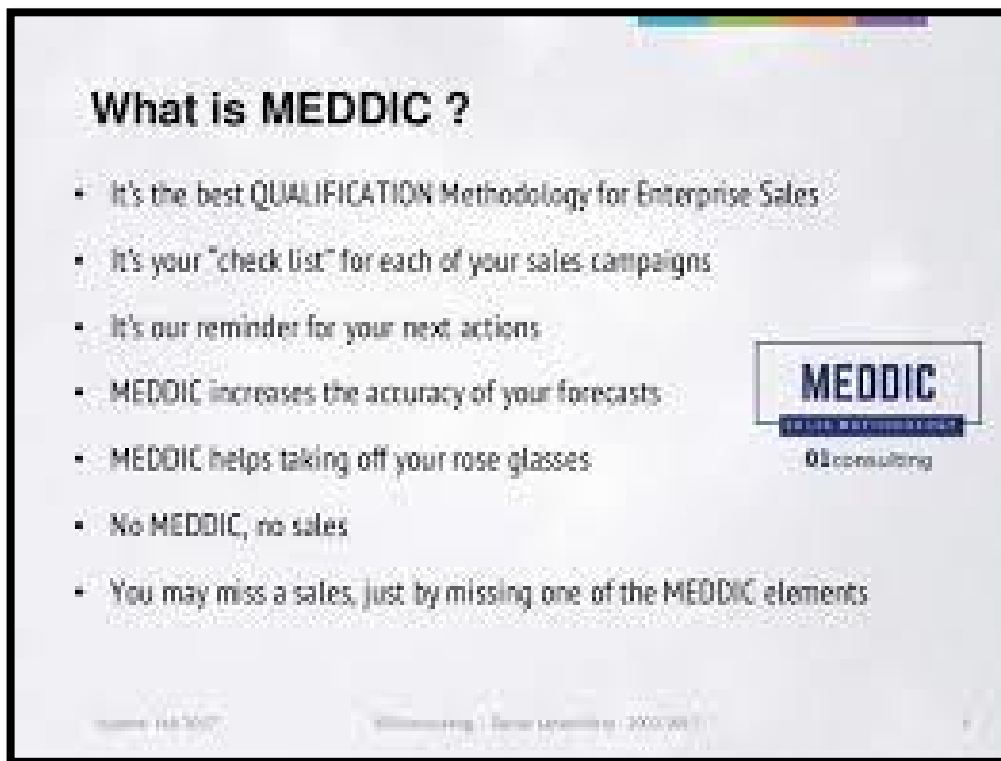 What is MEDDIC ?
• It's the best QUALIFICATION Methodology for Enterprise Sales
• It's your "check list" for each of your sales campaigns
• It's our reminder for your next actions
• MEDDIC increases the accuracy of your forecasts
MEDDIC
SALES METHODOLOGY
01consulting
• MEDDIC helps taking off your rose glasses
• No MEDDIC, no sales
• You may miss a sales, just by missing one of the MEDDIC elements